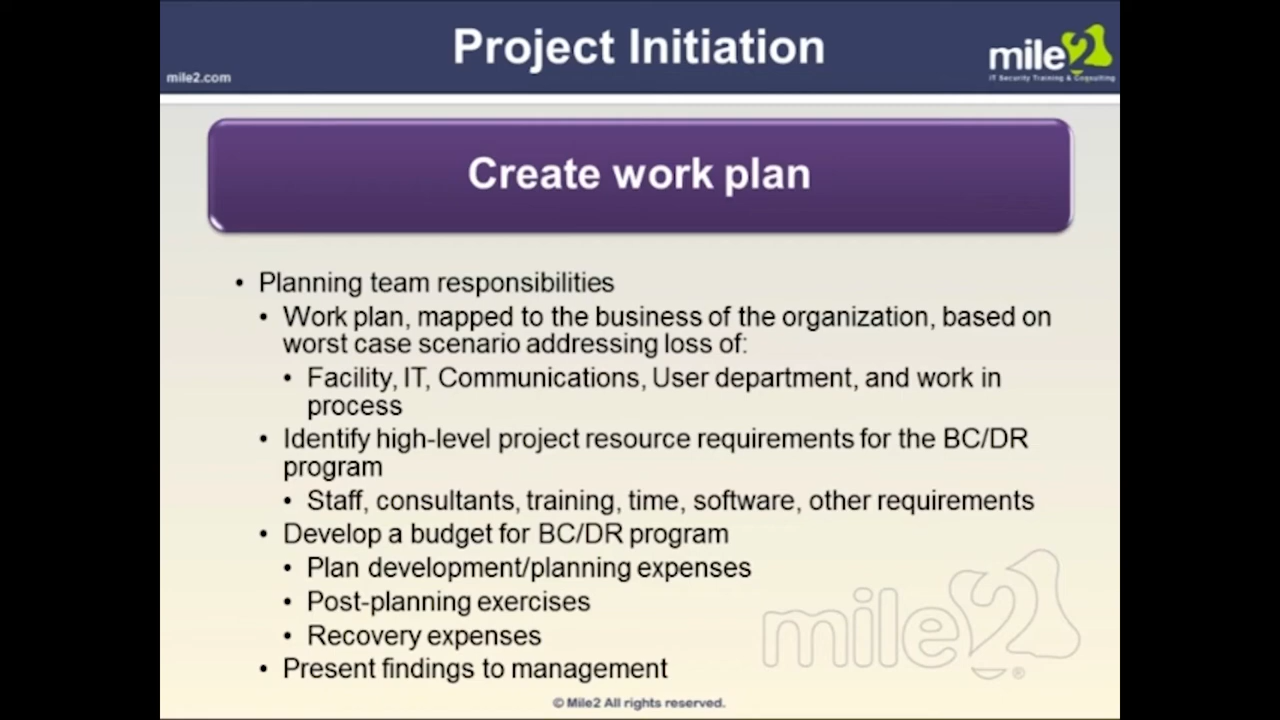 Project Initiation
mile2
IT Security Training & Consulting
mile2.com
Create work plan
• Planning team responsibilities
• Work plan, mapped to the business of the organization, based on
worst case scenario addressing loss of:
• Facility, IT, Communications, User department, and work in
process
• Identify high-level project resource requirements for the BC/DR
program
• Staff, consultants, training, time, software, other requirements
• Develop a budget for BC/DR program
• Plan development/planning expenses
• Post-planning exercises
• Recovery expenses
• Present findings to management
mile2®
© Mile2 All rights reserved.